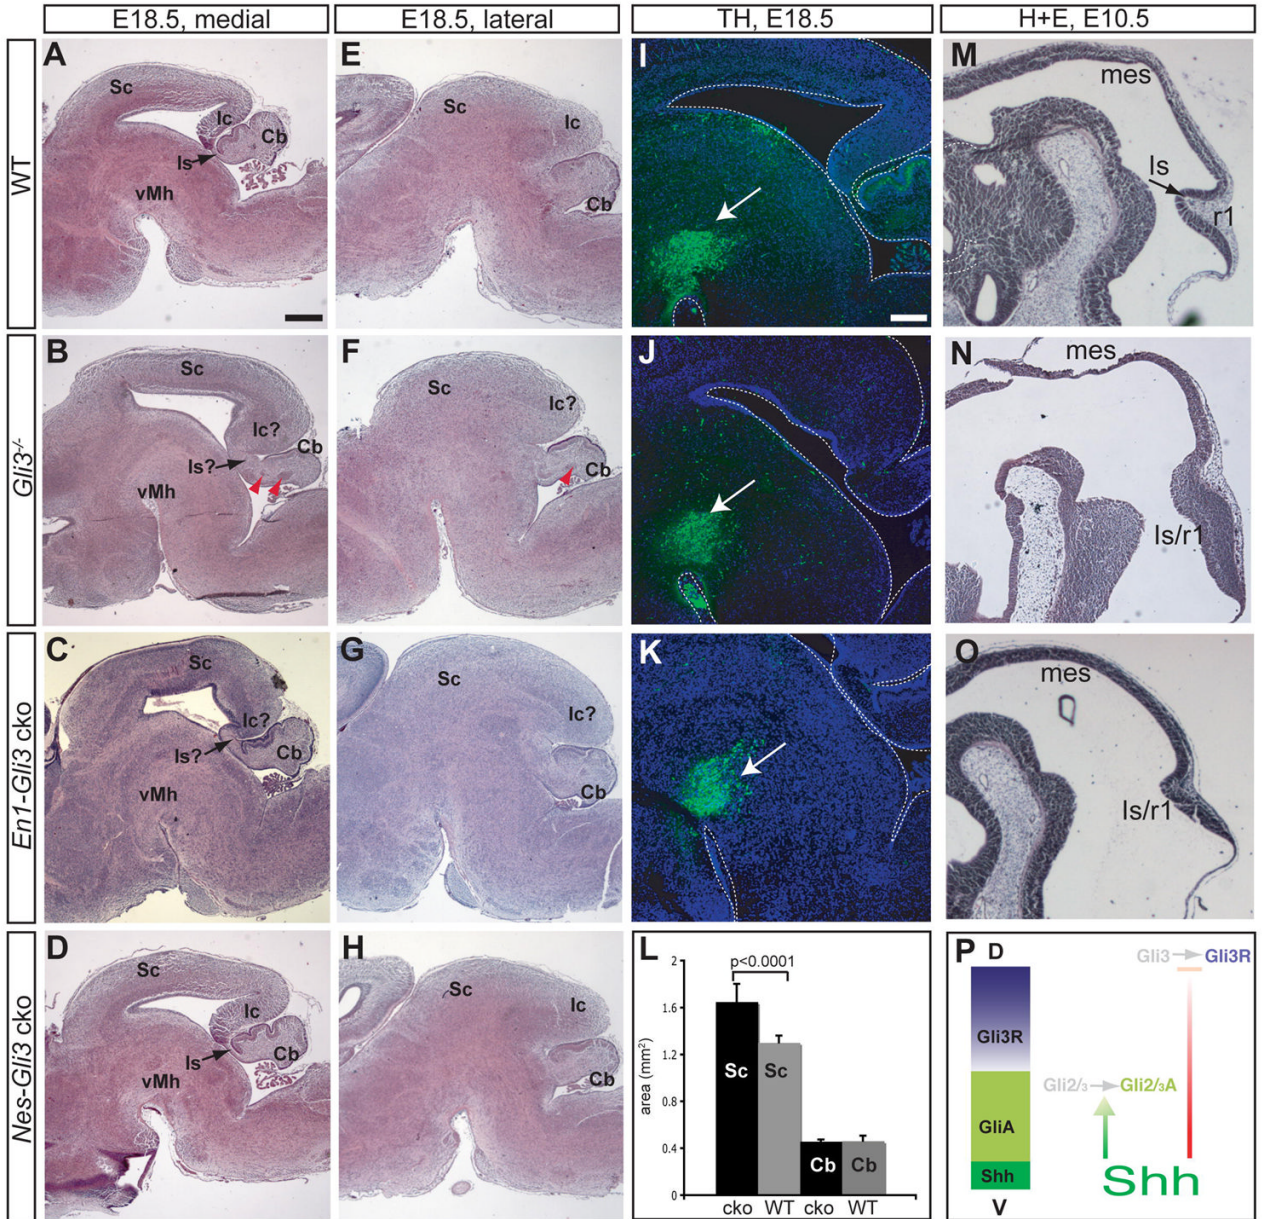 E18.5, medial
E18.5, lateral
TH, E18.5
H+E, E10.5
WT
A
Sc
Ic
Cb
Is
vMh
E
Sc
Ic
Cb
I
M
mes
Is
r1
Gli3-/-
B
Sc
Ic?
Cb
Is?
vMh
F
Sc
Ic?
Cb
J
N
mes
Is/r1
En1-Gli3 cko
C
Sc
Ic?
Is?
Cb
vMh
G
Sc
Ic?
Cb
K
O
mes
Is/r1
Nes-Gli3 cko
D
Sc
Ic
Is
Cb
vMh
H
Sc
Ic
Cb
L
p<0.0001
area (mm²)
2
1.6
1.2
0.8
0.4
0
Sc
Sc
Cb
Cb
cko WT cko WT
P
D
Gli3 → Gli3R
Gli3R
Gli2/3 → Gli2/3A
GliA
Shh
Shh
V